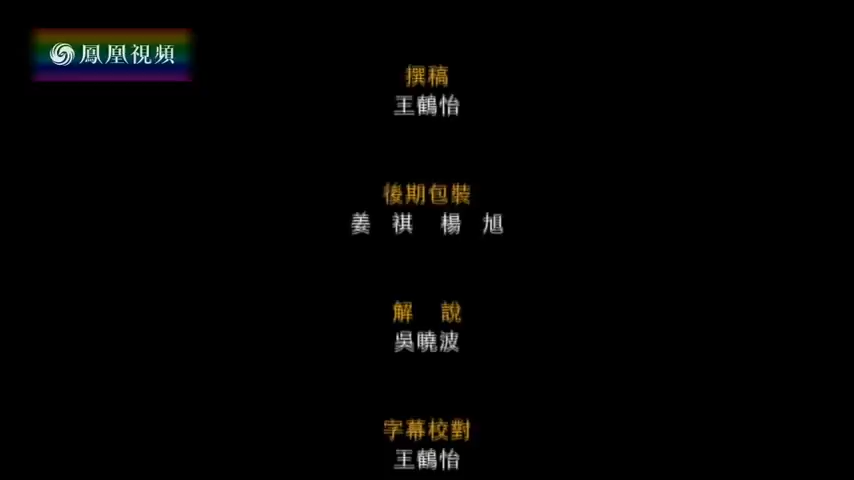 鳳凰視頻
撰稿
王鶴怡
後期包裝
姜 祺 楊 旭
解 說
吳曉波
字幕校對
王鶴怡